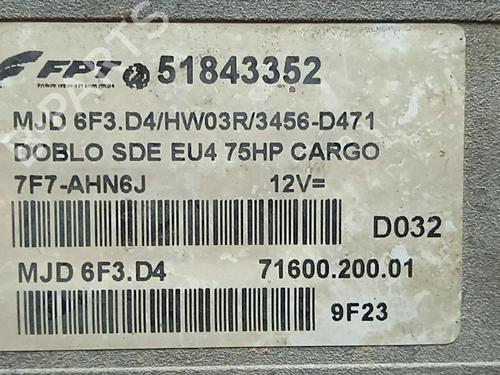 FPT 51843352
MJD 6F3.D4/HW03R/3456-D471
DOBLO SDE EU4 75HP CARGO
7F7-AHN6J 12V=
D032
MJD 6F3.D4 71600.200.01
9F23